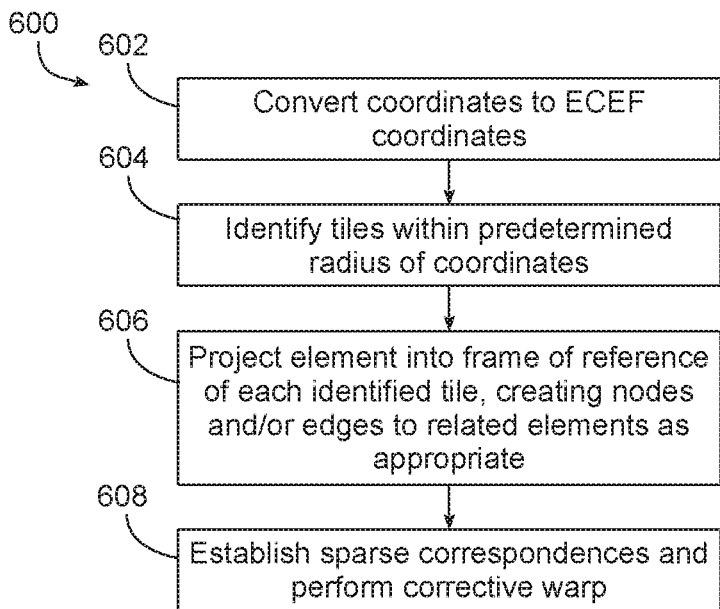 600
602
Convert coordinates to ECEF
coordinates
604
Identify tiles within predetermined
radius of coordinates
606
Project element into frame of reference
of each identified tile, creating nodes
and/or edges to related elements as
appropriate
608
Establish sparse correspondences and
perform corrective warp